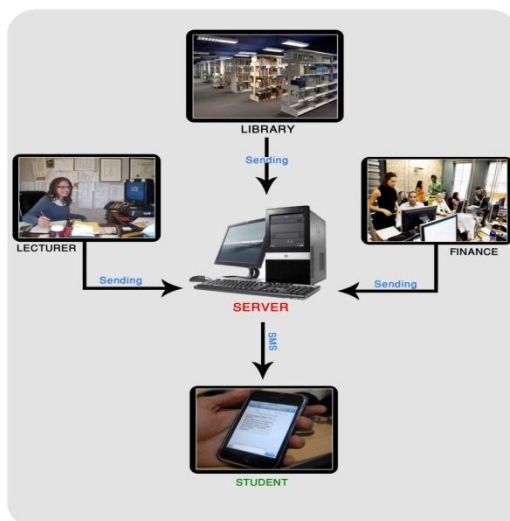 LIBRARY
Sending
LECTURER
FINANCE
Sending
Sending
SERVER
SMS
STUDENT